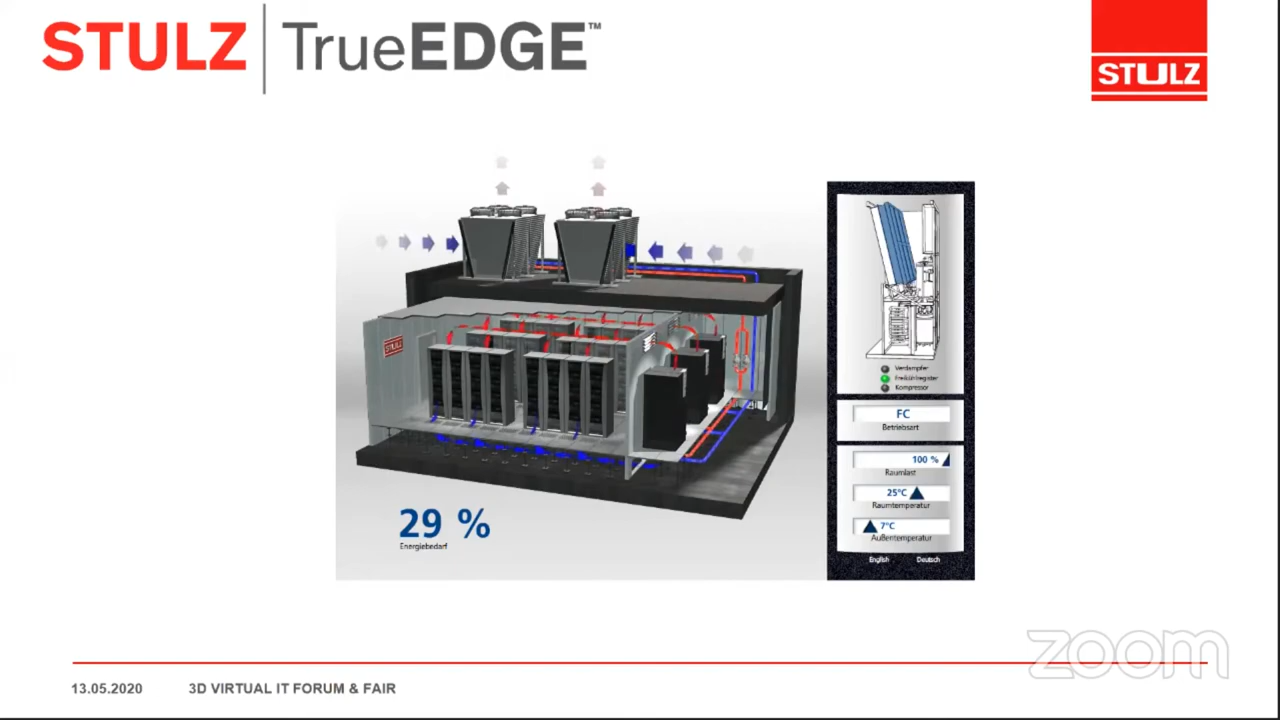 STULZ TrueEDGE™
STULZ
STULZ
Verdampfer
Freikühlregister
Kompressor
FC
Betriebsart
100 %
Raumlast
25°C
Raumtemperatur
7°C
Außentemperatur
English Deutsch
29 %
Energiebedarf
zoom
13.05.2020 3D VIRTUAL IT FORUM & FAIR